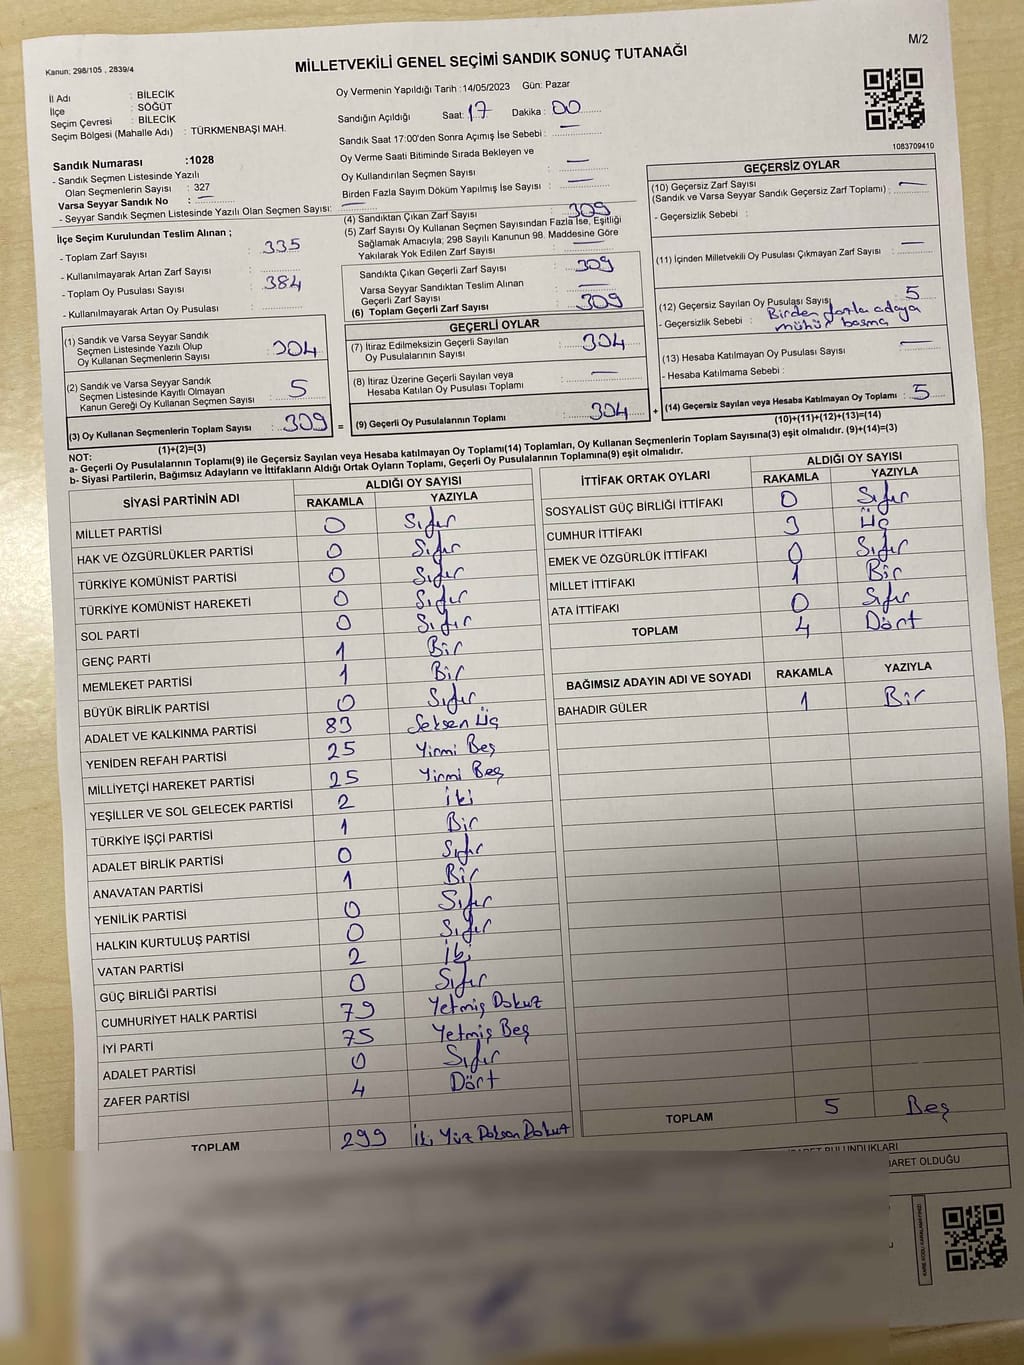 M/2
Kanun: 298/105 , 2839/4
MİLLETVEKİLİ GENEL SEÇİMİ SANDIK SONUÇ TUTANAĞI
İl Adı : BİLECİK
İlçe : SÖĞÜT
Seçim Çevresi : BİLECİK
Seçim Bölgesi (Mahalle Adı) : TÜRKMENBAŞI MAH.
Sandık Numarası :1028
- Sandık Seçmen Listesinde Yazılı
Olan Seçmenlerin Sayısı : 327
Varsa Seyyar Sandık No : —
- Seyyar Sandık Seçmen Listesinde Yazılı Olan Seçmen Sayısı: —
Oy Vermenin Yapıldığı Tarih :14/05/2023 Gün: Pazar
Sandığın Açıldığı Saat: 17 Dakika : 00
Sandık Saat 17:00'den Sonra Açımış İse Sebebi : —
Oy Verme Saati Bitiminde Sırada Bekleyen ve
Oy Kullandırılan Seçmen Sayısı : —
Birden Fazla Sayım Döküm Yapılmış İse Sayısı : —
1083709410
İlçe Seçim Kurulundan Teslim Alınan ;
- Toplam Zarf Sayısı : 335
- Kullanılmayarak Artan Zarf Sayısı :
- Toplam Oy Pusulası Sayısı : 384
- Kullanılmayarak Artan Oy Pusulası :
(1) Sandık ve Varsa Seyyar Sandık
Seçmen Listesinde Yazılı Olup
Oy Kullanan Seçmenlerin Sayısı : 304
(2) Sandık ve Varsa Seyyar Sandık
Seçmen Listesinde Kayıtlı Olmayan
Kanun Gereği Oy Kullanan Seçmen Sayısı : 5
(3) Oy Kullanan Seçmenlerin Toplam Sayısı : 309
(1)+(2)=(3)
(4) Sandıktan Çıkan Zarf Sayısı : 309
(5) Zarf Sayısı Oy Kullanan Seçmen Sayısından Fazla İse, Eşitliği
Sağlamak Amacıyla; 298 Sayılı Kanunun 98. Maddesine Göre
Yakılarak Yok Edilen Zarf Sayısı : —
Sandıkta Çıkan Geçerli Zarf Sayısı : 309
Varsa Seyyar Sandıktan Teslim Alınan
Geçerli Zarf Sayısı : —
(6) Toplam Geçerli Zarf Sayısı : 309
GEÇERLİ OYLAR
(7) İtiraz Edilmeksizin Geçerli Sayılan
Oy Pusulalarının Sayısı : 304
(8) İtiraz Üzerine Geçerli Sayılan veya
Hesaba Katılan Oy Pusulası Toplamı : —
= (9) Geçerli Oy Pusulalarının Toplamı : 304 +
GEÇERSİZ OYLAR
(10) Geçersiz Zarf Sayısı
(Sandık ve Varsa Seyyar Sandık Geçersiz Zarf Toplamı) : —
- Geçersizlik Sebebi :
(11) İçinden Milletvekili Oy Pusulası Çıkmayan Zarf Sayısı : —
(12) Geçersiz Sayılan Oy Pusulası Sayısı : 5
- Geçersizlik Sebebi : Birden fazla adaya
mühür basma
(13) Hesaba Katılmayan Oy Pusulası Sayısı : —
- Hesaba Katılmama Sebebi :
(14) Geçersiz Sayılan veya Hesaba Katılmayan Oy Toplamı : 5
(10)+(11)+(12)+(13)=(14)
NOT:
a- Geçerli Oy Pusulalarının Toplamı(9) ile Geçersiz Sayılan veya Hesaba katılmayan Oy Toplamı(14) Toplamları, Oy Kullanan Seçmenlerin Toplam Sayısına(3) eşit olmalıdır. (9)+(14)=(3)
b- Siyasi Partilerin, Bağımsız Adayların ve İttifakların Aldığı Ortak Oyların Toplamı, Geçerli Oy Pusulalarının Toplamına(9) eşit olmalıdır.
SİYASİ PARTİNİN ADI ALDIĞI OY SAYISI
RAKAMLA YAZIYLA
MİLLET PARTİSİ 0 Sıfır
HAK VE ÖZGÜRLÜKLER PARTİSİ 0 Sıfır
TÜRKİYE KOMÜNİST PARTİSİ 0 Sıfır
TÜRKİYE KOMÜNİST HAREKETİ 0 Sıfır
SOL PARTİ 0 Sıfır
GENÇ PARTİ 1 Bir
MEMLEKET PARTİSİ 1 Bir
BÜYÜK BİRLİK PARTİSİ 0 Sıfır
ADALET VE KALKINMA PARTİSİ 83 Seksen Üç
YENİDEN REFAH PARTİSİ 25 Yirmi Beş
MİLLİYETÇİ HAREKET PARTİSİ 25 Yirmi Beş
YEŞİLLER VE SOL GELECEK PARTİSİ 2 İki
TÜRKİYE İŞÇİ PARTİSİ 1 Bir
ADALET BİRLİK PARTİSİ 0 Sıfır
ANAVATAN PARTİSİ 1 Bir
YENİLİK PARTİSİ 0 Sıfır
HALKIN KURTULUŞ PARTİSİ 0 Sıfır
VATAN PARTİSİ 2 İki
GÜÇ BİRLİĞİ PARTİSİ 0 Sıfır
CUMHURİYET HALK PARTİSİ 79 Yetmiş Dokuz
İYİ PARTİ 75 Yetmiş Beş
ADALET PARTİSİ 0 Sıfır
ZAFER PARTİSİ 4 Dört
TOPLAM 299 İki Yüz Doksan Dokuz
İTTİFAK ORTAK OYLARI ALDIĞI OY SAYISI
RAKAMLA YAZIYLA
SOSYALİST GÜÇ BİRLİĞİ İTTİFAKI 0 Sıfır
CUMHUR İTTİFAKI 3 Üç
EMEK VE ÖZGÜRLÜK İTTİFAKI 0 Sıfır
MİLLET İTTİFAKI 1 Bir
ATA İTTİFAKI 0 Sıfır
TOPLAM 4 Dört
BAĞIMSIZ ADAYIN ADI VE SOYADI RAKAMLA YAZIYLA
BAHADIR GÜLER 1 Bir
TOPLAM 5 Beş
BULUNDUKLARI
OLDUĞU